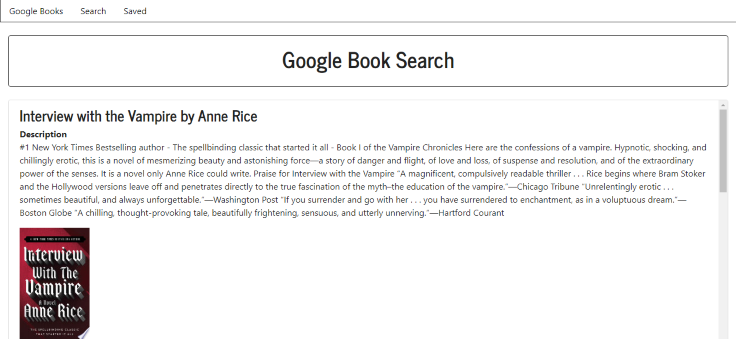 Google Books Search Saved
Google Book Search
Interview with the Vampire by Anne Rice
Description
#1 New York Times Bestselling author - The spellbinding classic that started it all - Book I of the Vampire Chronicles Here are the confessions of a vampire. Hypnotic, shocking, and
chillingly erotic, this is a novel of mesmerizing beauty and astonishing force—a story of danger and flight, of love and loss, of suspense and resolution, and of the extraordinary
power of the senses. It is a novel only Anne Rice could write. Praise for Interview with the Vampire “A magnificent, compulsively readable thriller . . . Rice begins where Bram Stoker
and the Hollywood versions leave off and penetrates directly to the true fascination of the myth–the education of the vampire.”—Chicago Tribune “Unrelentingly erotic . . .
sometimes beautiful, and always unforgettable.”—Washington Post “If you surrender and go with her . . . you have surrendered to enchantment, as in a voluptuous dream.”—
Boston Globe “A chilling, thought-provoking tale, beautifully frightening, sensuous, and utterly unnerving.”—Hartford Courant
Interview
With The
Vampire
A Novel
Anne Rice
THE SPELLBINDING CLASSIC
THAT STARTED IT ALL